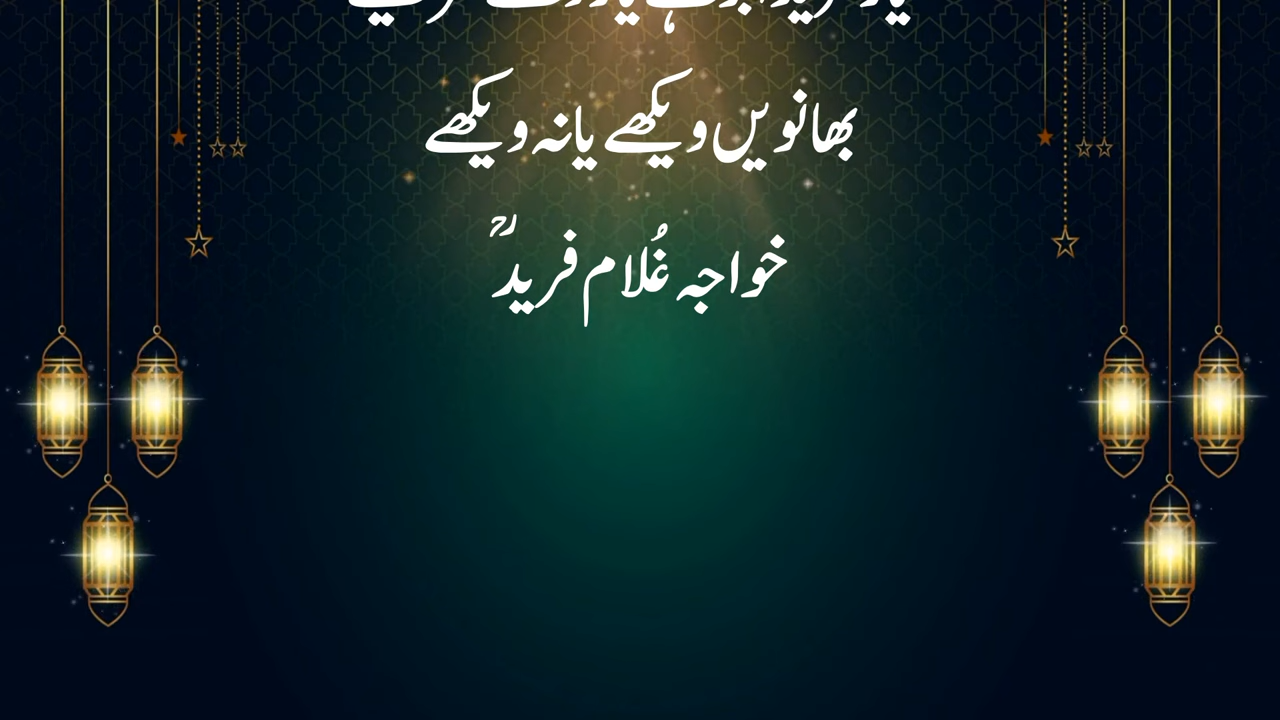 بھانویں ویکھے یا نہ ویکھے
خواجہ غُلام فریدؒ